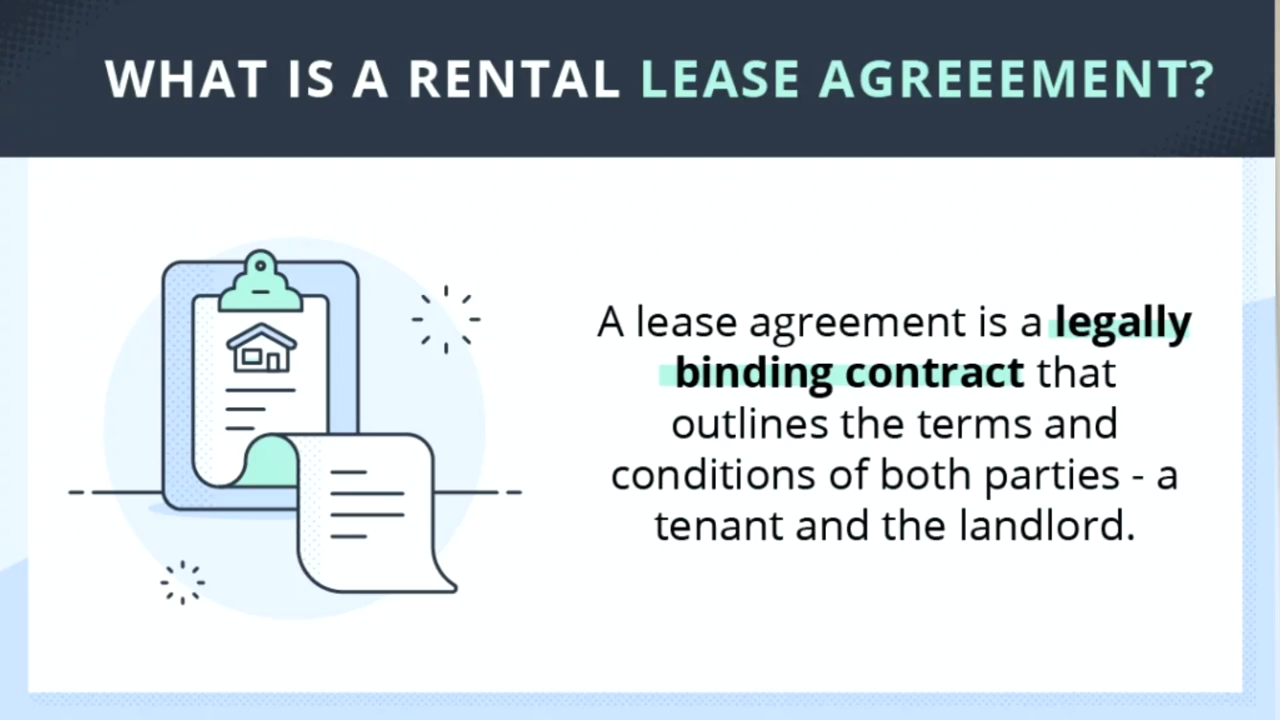 WHAT IS A RENTAL LEASE AGREEEMENT?
A lease agreement is a legally
binding contract that
outlines the terms and
conditions of both parties - a
tenant and the landlord.